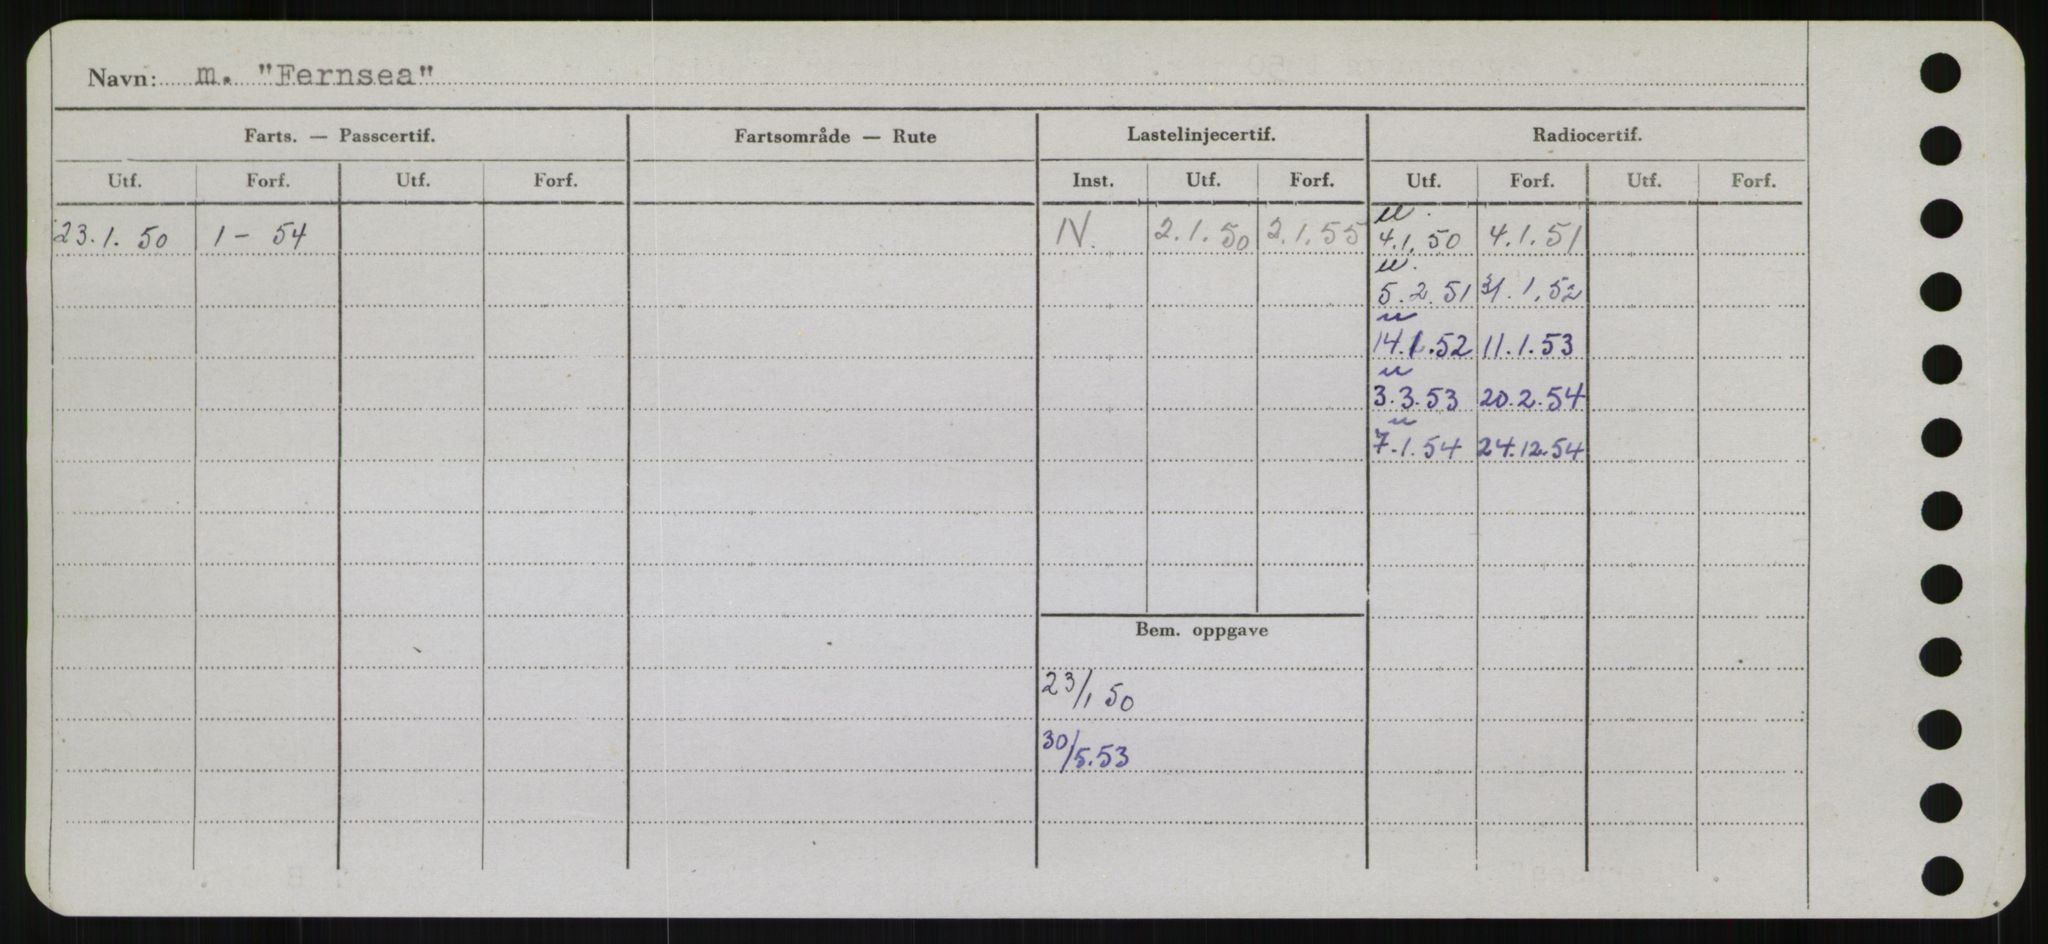 Navn: m. "Fernsea"
Farts. — Passcertif. Fartsområde — Rute Lastelinjecertif. Radiocertif.
Utf. Forf. Utf. Forf. Inst. Utf. Forf. Utf. Forf. Utf. Forf.
23.1.50 1 - 54 2.1.50 2.1.55 4.1.50 4.1.51
5.2.51 31.1.52
14.1.52 11.1.53
3.3.53 20.2.54
7.1.54 24.12.54
Bem. oppgave
23/1 50
30/5.53